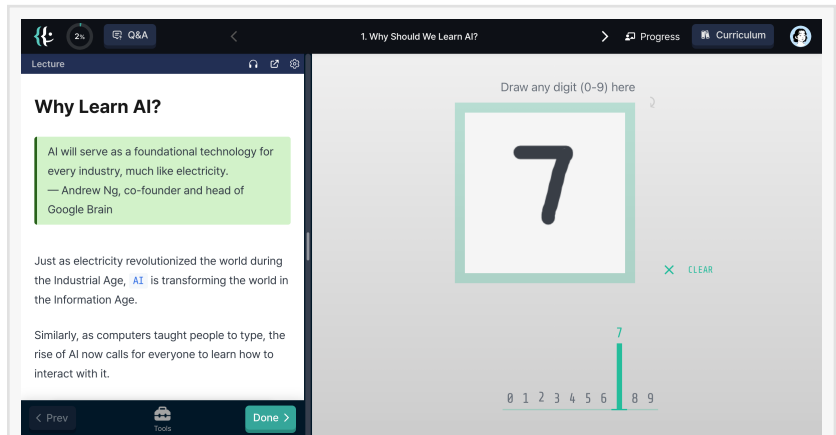 2%
Q&A
1. Why Should We Learn AI?
Progress
Curriculum
Lecture
Why Learn AI?
AI will serve as a foundational technology for
every industry, much like electricity.
— Andrew Ng, co-founder and head of
Google Brain
Just as electricity revolutionized the world during
the Industrial Age, AI is transforming the world in
the Information Age.
Similarly, as computers taught people to type, the
rise of AI now calls for everyone to learn how to
interact with it.
Prev
Tools
Done
Draw any digit (0-9) here
7
CLEAR
7
0 1 2 3 4 5 6 8 9